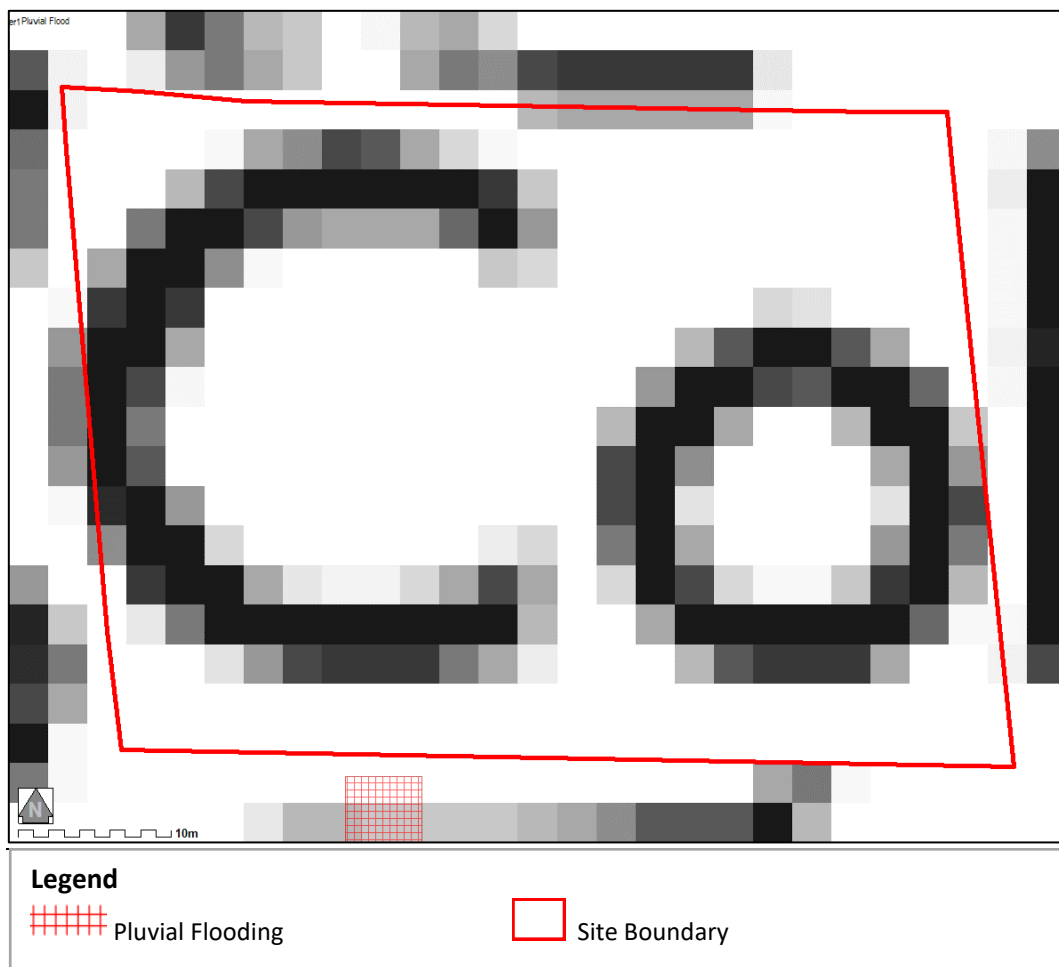 er1 Pluvial Flood
Co
N
10m
Legend
Pluvial Flooding
Site Boundary